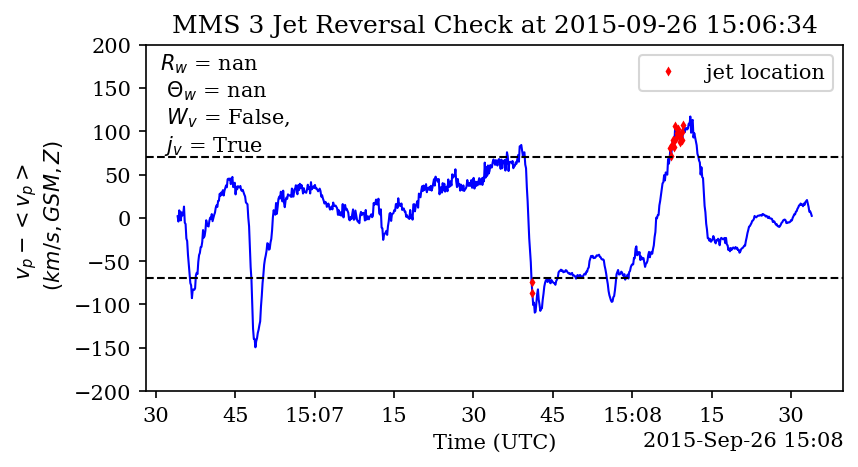 MMS 3 Jet Reversal Check at 2015-09-26 15:06:34
R_w = nan
Θ_w = nan
W_v = False,
j_v = True
jet location
200
150
100
50
0
−50
−100
−150
−200
v_p − < v_p >
(km/s, GSM, Z)
30 45 15:07 15 30 45 15:08 15 30
Time (UTC)
2015-Sep-26 15:08